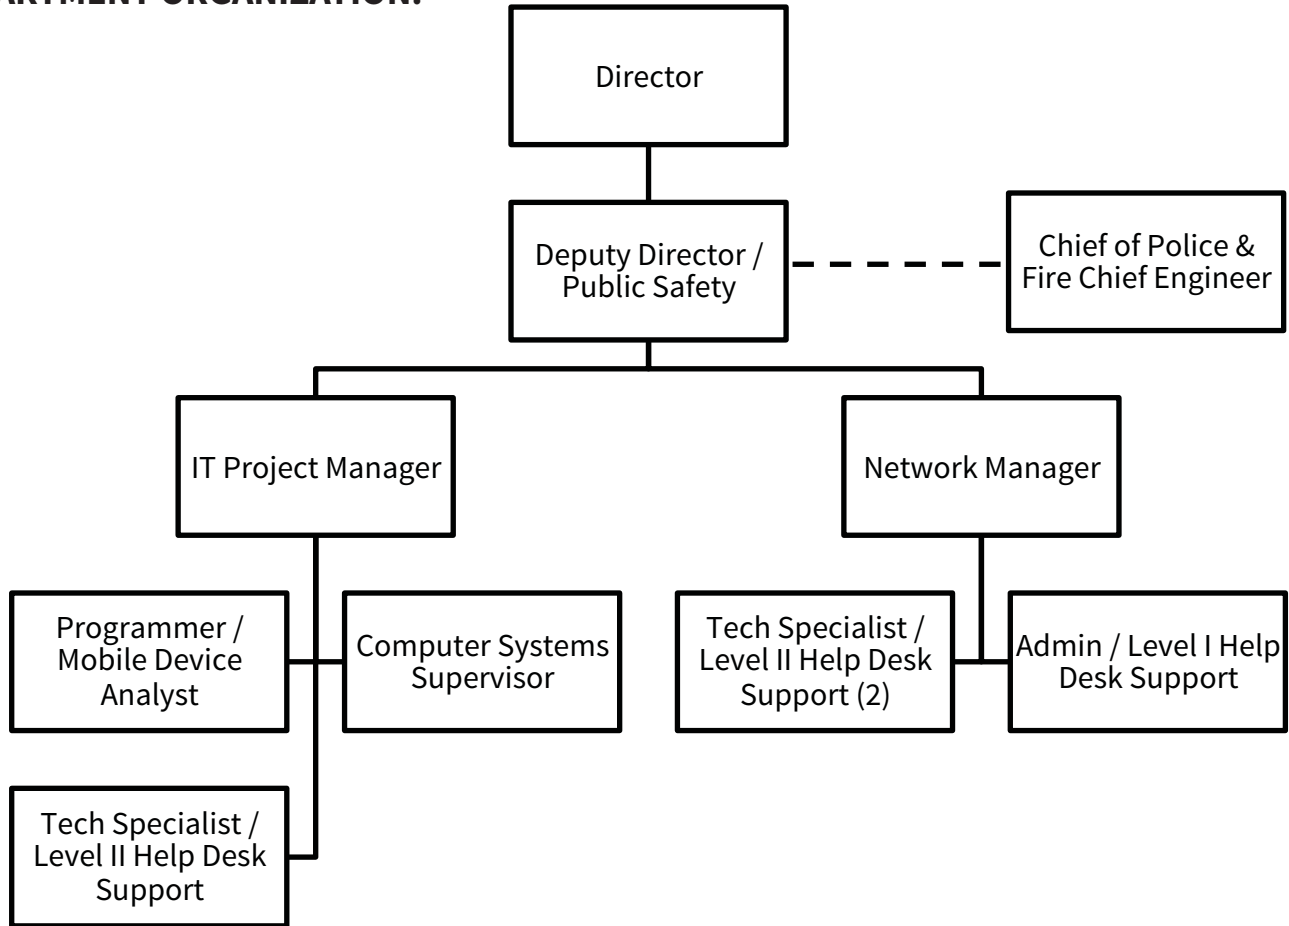 Director
Deputy Director /
Public Safety
Chief of Police &
Fire Chief Engineer
IT Project Manager
Network Manager
Programmer /
Mobile Device
Analyst
Computer Systems
Supervisor
Tech Specialist /
Level II Help Desk
Support (2)
Admin / Level I Help
Desk Support
Tech Specialist /
Level II Help Desk
Support